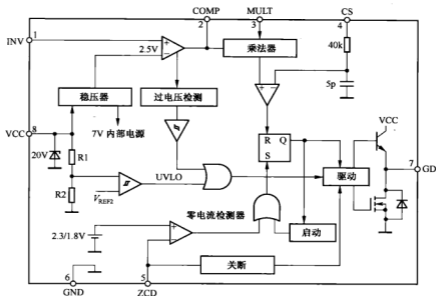 COMP MULT CS
2 3 4
INV 1
2.5V
乘法器
40k
5p
稳压器
过电压检测
VCC 8
7V 内部电源
20V
R1
R2
VREF2
UVLO
R Q
S
VCC
7 GD
驱动
零电流检测器
2.3/1.8V
启动
关断
6 5
GND ZCD